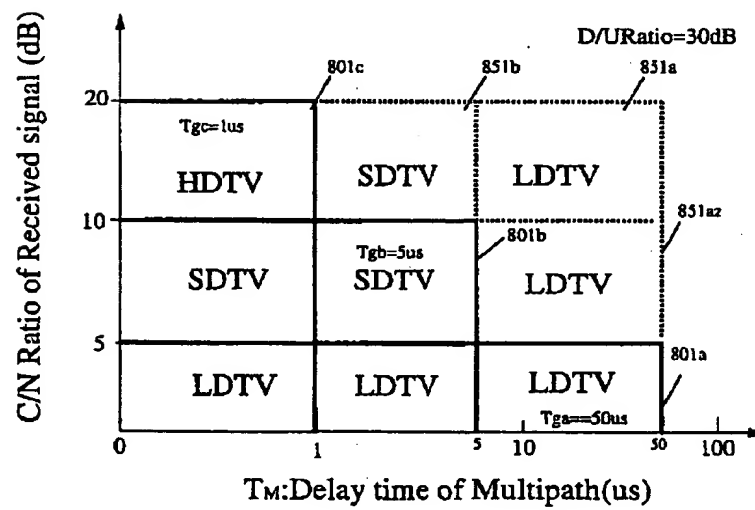 D/URatio=30dB
801c
851b
851a
20
Tgc=1us
HDTV
SDTV
LDTV
10
801b
851az
Tgb=5us
SDTV
SDTV
LDTV
5
801a
LDTV
LDTV
LDTV
Tga==50us
0
1
5
10
50
100
C/N Ratio of Received signal (dB)
TM:Delay time of Multipath(us)